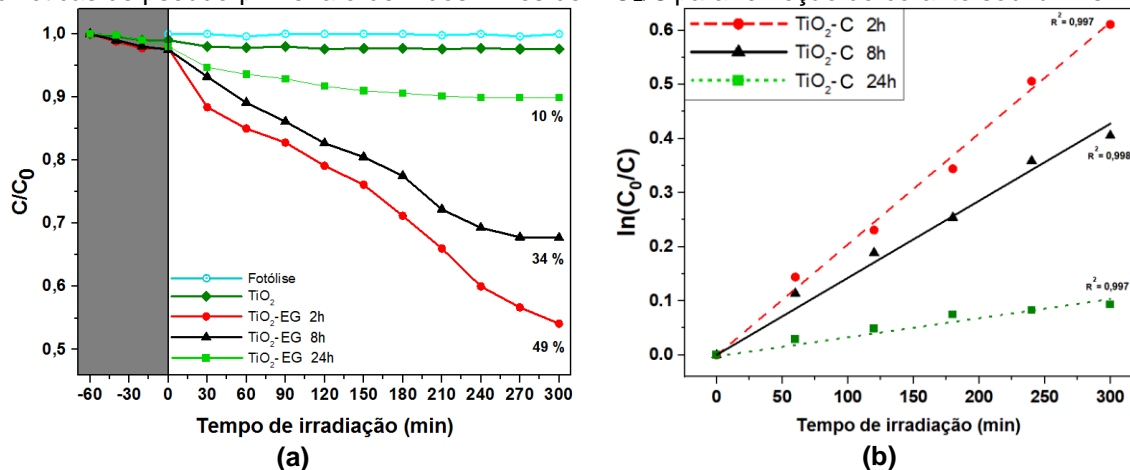 1,0
0,9
0,8
0,7
0,6
0,5
C/C0
-60 -30 0 30 60 90 120 150 180 210 240 270 300
Tempo de irradiação (min)
10 %
34 %
49 %
Fotólise
TiO2
TiO2-EG 2h
TiO2-EG 8h
TiO2-EG 24h
(a)
TiO2-C 2h
TiO2-C 8h
TiO2-C 24h
R2= 0,997
R2= 0,998
R2= 0,997
0.6
0.5
0.4
0.3
0.2
0.1
0.0
ln(C0/C)
0 50 100 150 200 250 300
Tempo de irradiação (min)
(b)